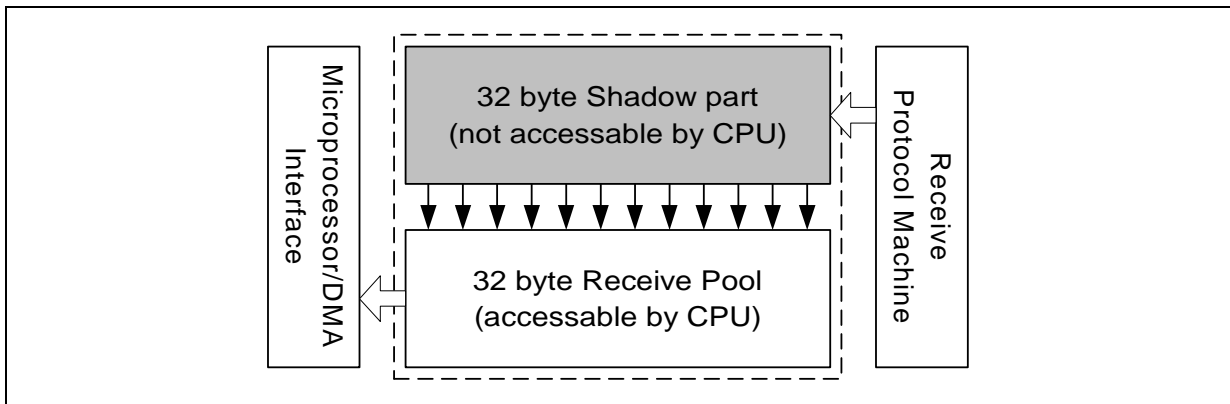 Microprocessor/DMA
Interface
32 byte Shadow part
(not accessable by CPU)
32 byte Receive Pool
(accessable by CPU)
Receive
Protocol Machine